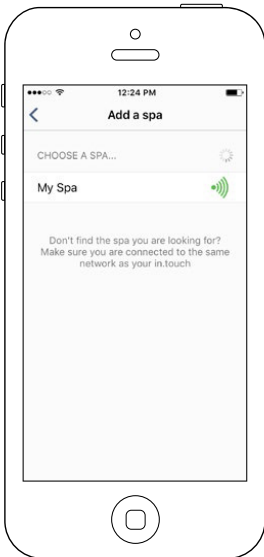 12:24 PM
Add a spa
CHOOSE A SPA...
My Spa
Don't find the spa you are looking for?
Make sure you are connected to the same
network as your in.touch